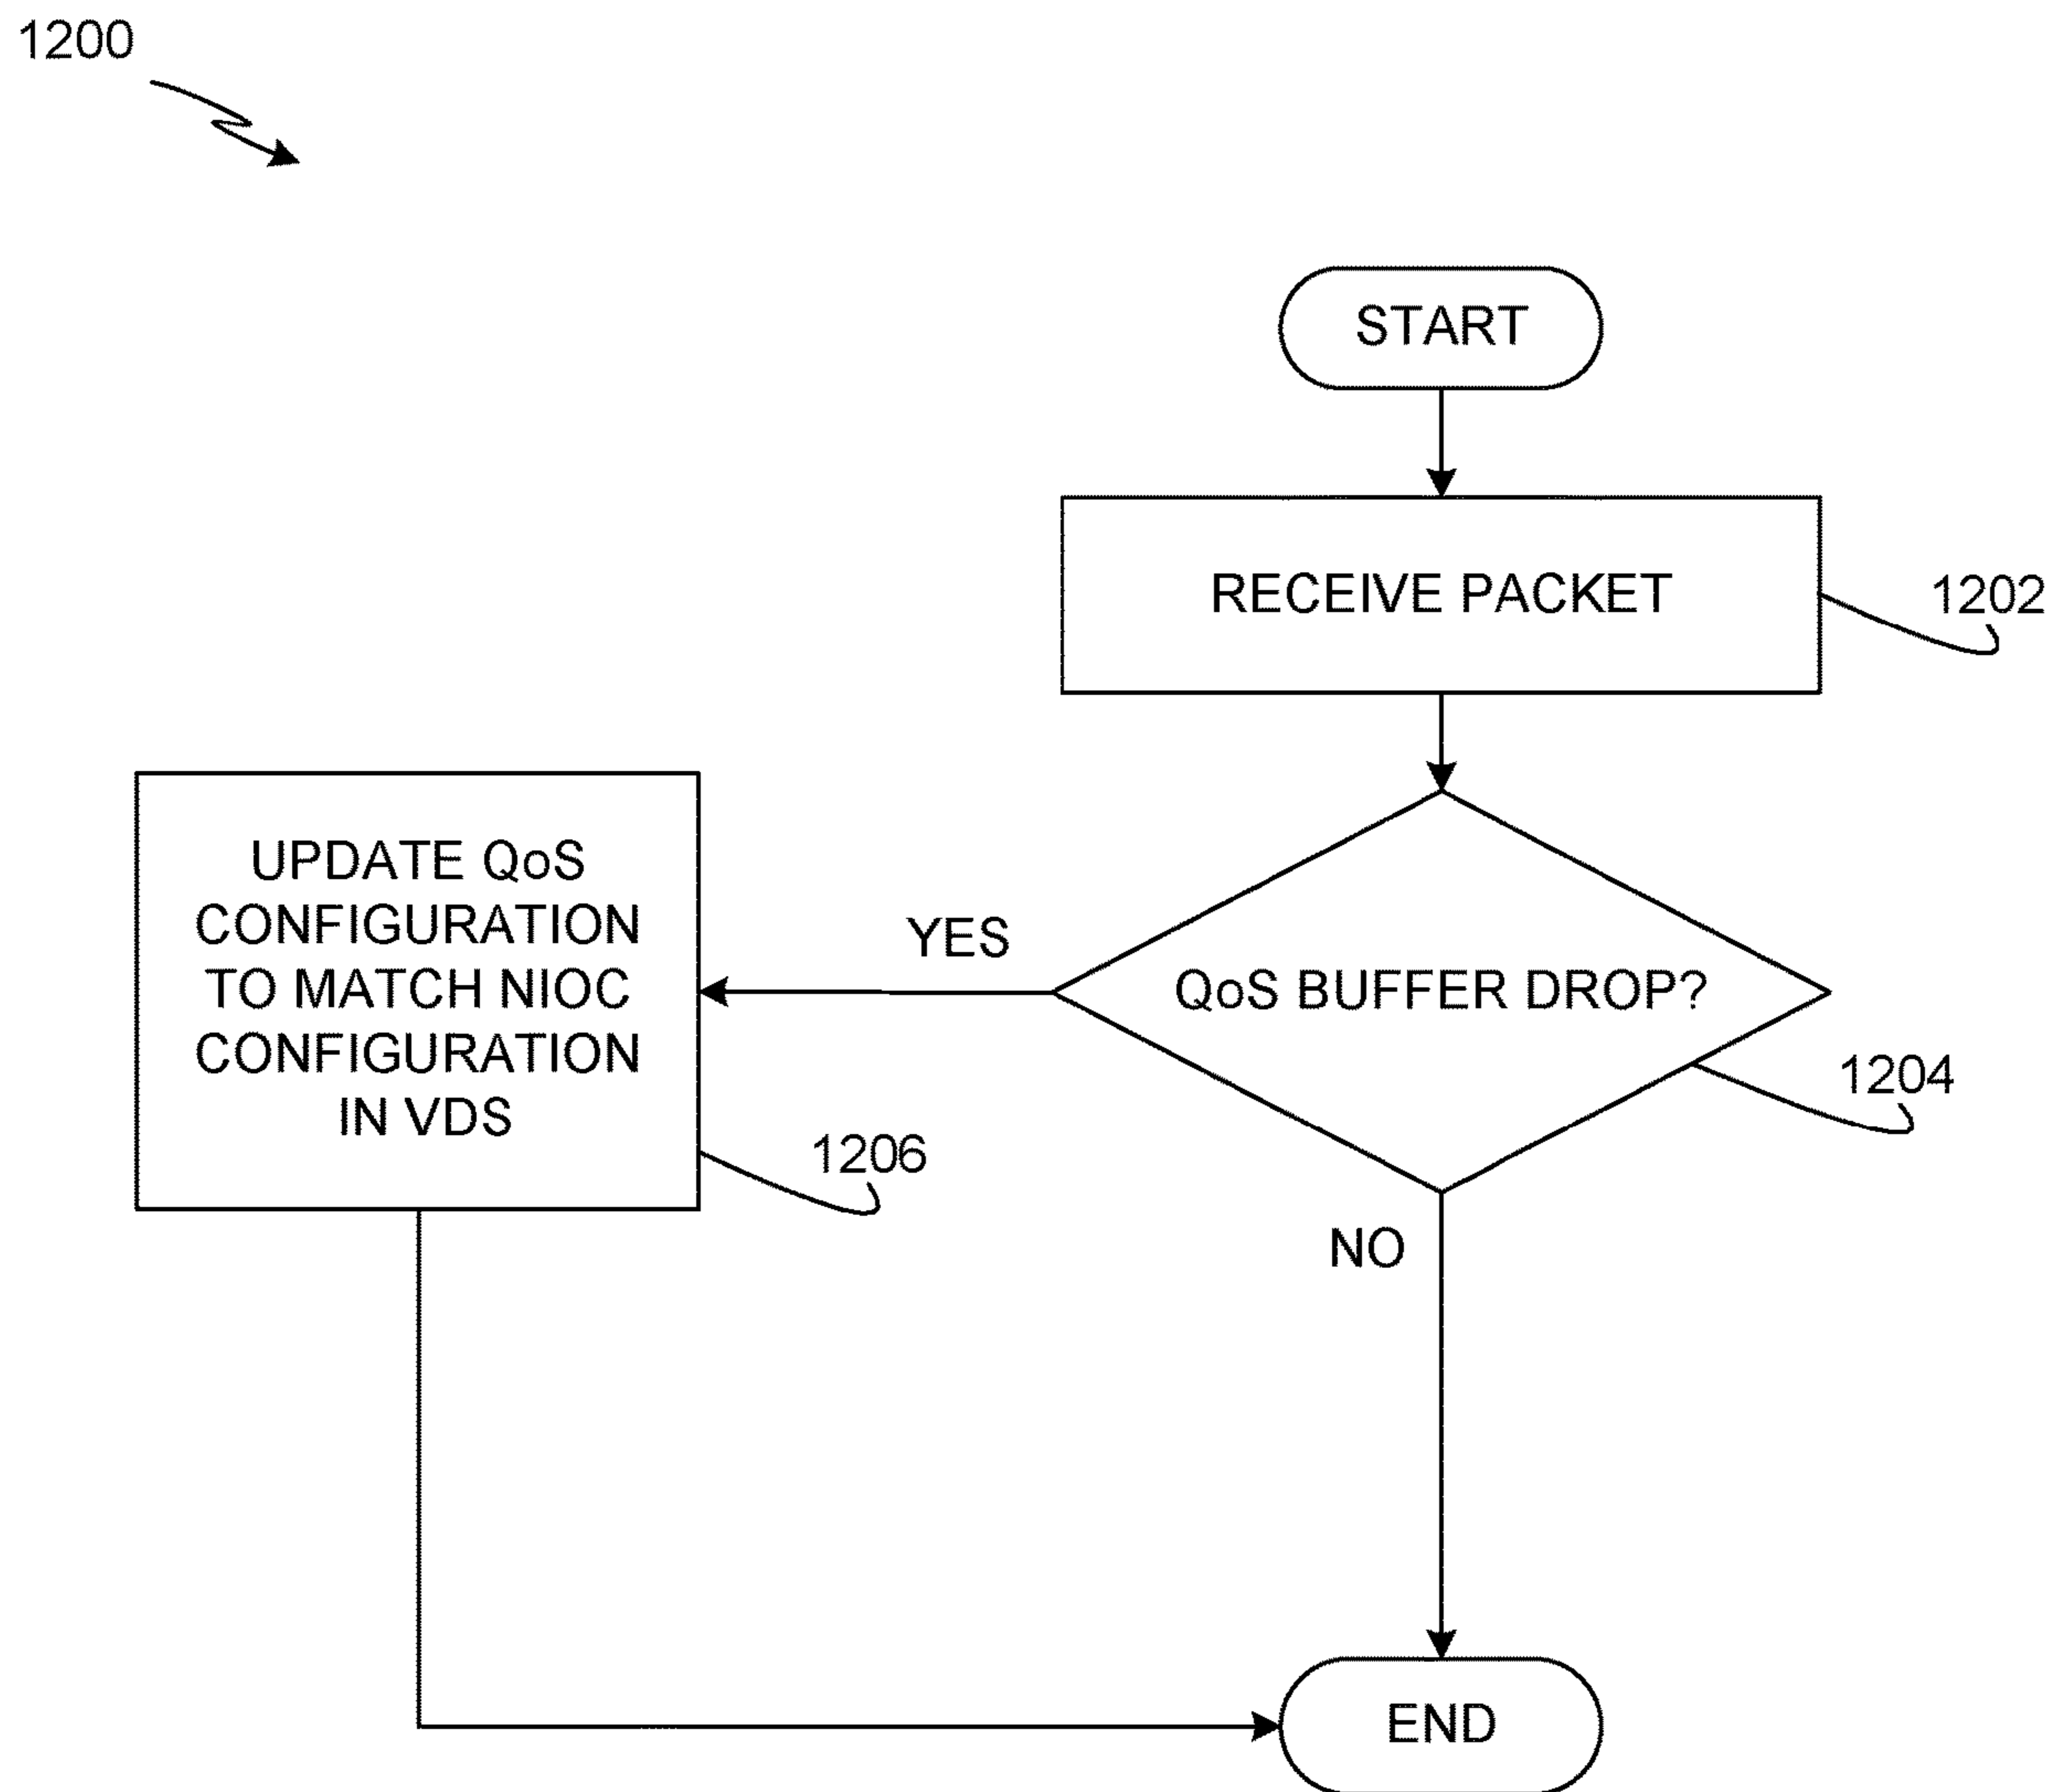 1200
START
RECEIVE PACKET
1202
UPDATE QoS
CONFIGURATION
TO MATCH NIOC
CONFIGURATION
IN VDS
YES
QoS BUFFER DROP?
1204
1206
NO
END